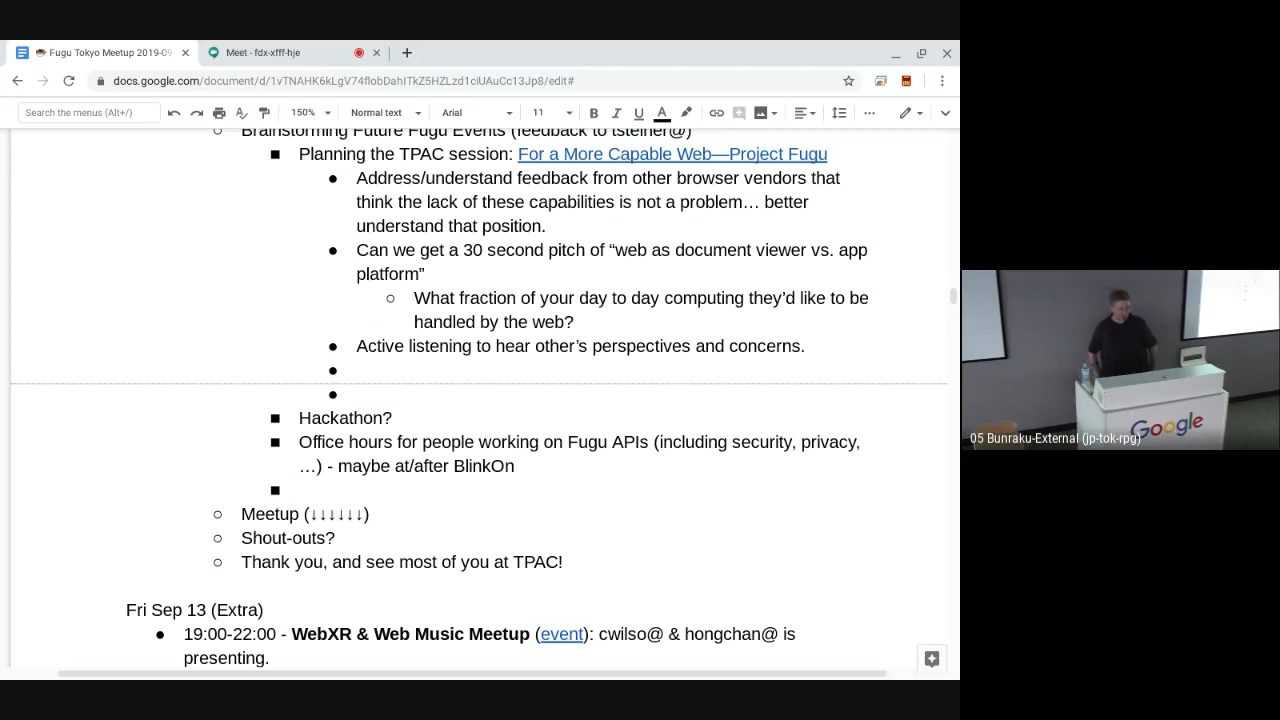 Fugu Tokyo Meetup 2019-09
Meet - fdx-xfff-hje
docs.google.com/document/d/1vTNAHK6kLgV74flobDahITkZ5HZLzd1ciUAuCc13Jp8/edit#
Search the menus (Alt+/)
150%
Normal text
Arial
11
Brainstorming Future Fugu Events (feedback to tsteiner@)
Planning the TPAC session: For a More Capable Web—Project Fugu
Address/understand feedback from other browser vendors that
think the lack of these capabilities is not a problem… better
understand that position.
Can we get a 30 second pitch of “web as document viewer vs. app
platform”
What fraction of your day to day computing they’d like to be
handled by the web?
Active listening to hear other’s perspectives and concerns.
Hackathon?
Office hours for people working on Fugu APIs (including security, privacy,
…) - maybe at/after BlinkOn
Meetup (↓↓↓↓↓↓)
Shout-outs?
Thank you, and see most of you at TPAC!
Fri Sep 13 (Extra)
19:00-22:00 - WebXR & Web Music Meetup (event): cwilso@ & hongchan@ is
presenting.
Google
05 Bunraku-External (jp-tok-rpg)